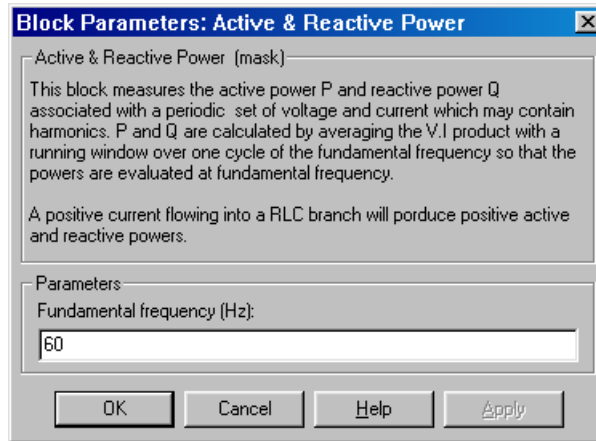 Block Parameters: Active & Reactive Power
Active & Reactive Power (mask)
This block measures the active power P and reactive power Q
associated with a periodic set of voltage and current which may contain
harmonics. P and Q are calculated by averaging the V.I product with a
running window over one cycle of the fundamental frequency so that the
powers are evaluated at fundamental frequency.
A positive current flowing into a RLC branch will porduce positive active
and reactive powers.
Parameters
Fundamental frequency (Hz):
60
OK Cancel Help Apply